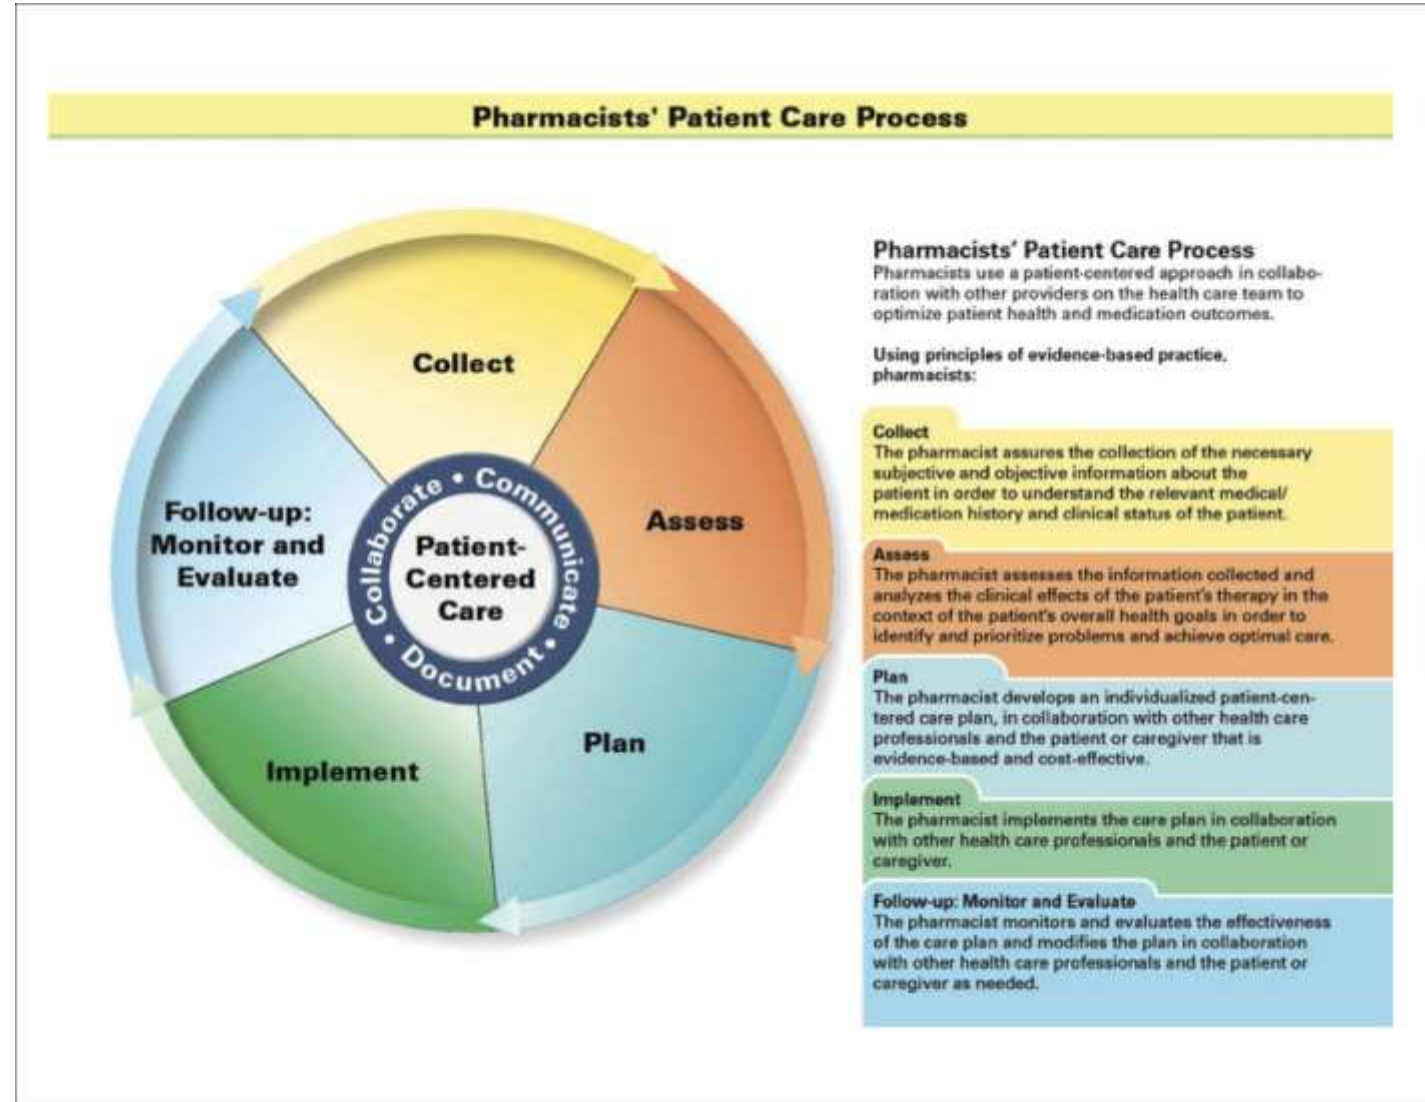 Pharmacists' Patient Care Process
Collect
Assess
Plan
Implement
Follow-up:
Monitor and
Evaluate
Collaborate • Communicate • Document •
Patient-
Centered
Care
Pharmacists' Patient Care Process
Pharmacists use a patient-centered approach in collabo-
ration with other providers on the health care team to
optimize patient health and medication outcomes.
Using principles of evidence-based practice,
pharmacists:
Collect
The pharmacist assures the collection of the necessary
subjective and objective information about the
patient in order to understand the relevant medical/
medication history and clinical status of the patient.
Assess
The pharmacist assesses the information collected and
analyzes the clinical effects of the patient's therapy in the
context of the patient's overall health goals in order to
identify and prioritize problems and achieve optimal care.
Plan
The pharmacist develops an individualized patient-cen-
tered care plan, in collaboration with other health care
professionals and the patient or caregiver that is
evidence-based and cost-effective.
Implement
The pharmacist implements the care plan in collaboration
with other health care professionals and the patient or
caregiver.
Follow-up: Monitor and Evaluate
The pharmacist monitors and evaluates the effectiveness
of the care plan and modifies the plan in collaboration
with other health care professionals and the patient or
caregiver as needed.